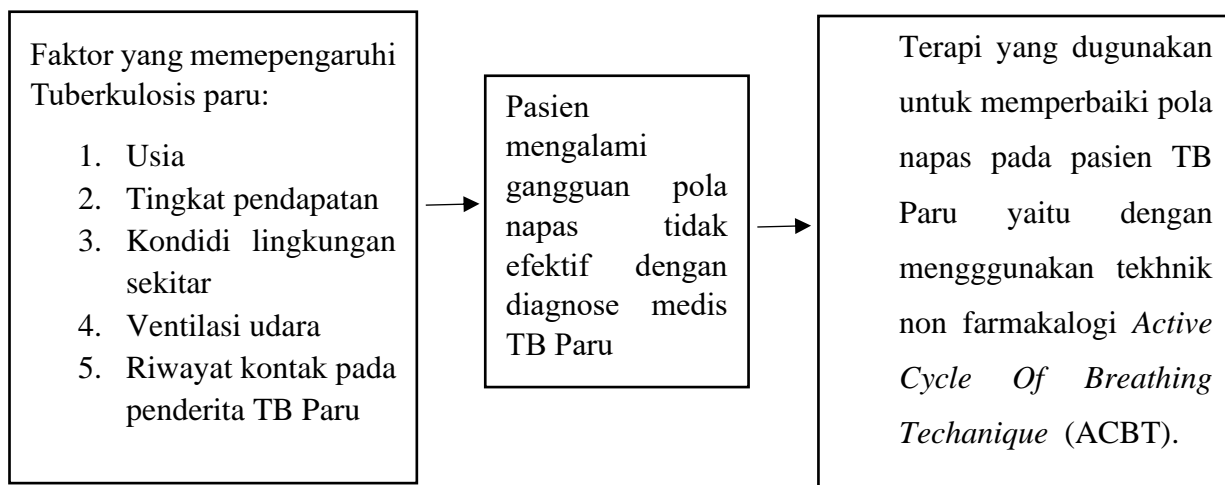 Faktor yang memepengaruhi
Tuberkulosis paru:
1. Usia
2. Tingkat pendapatan
3. Kondidi lingkungan
sekitar
4. Ventilasi udara
5. Riwayat kontak pada
penderita TB Paru
Pasien
mengalami
gangguan pola
napas tidak
efektif dengan
diagnose medis
TB Paru
Terapi yang dugunakan
untuk memperbaiki pola
napas pada pasien TB
Paru yaitu dengan
mengggunakan tekhnik
non farmakalogi Active
Cycle Of Breathing
Techanique (ACBT).